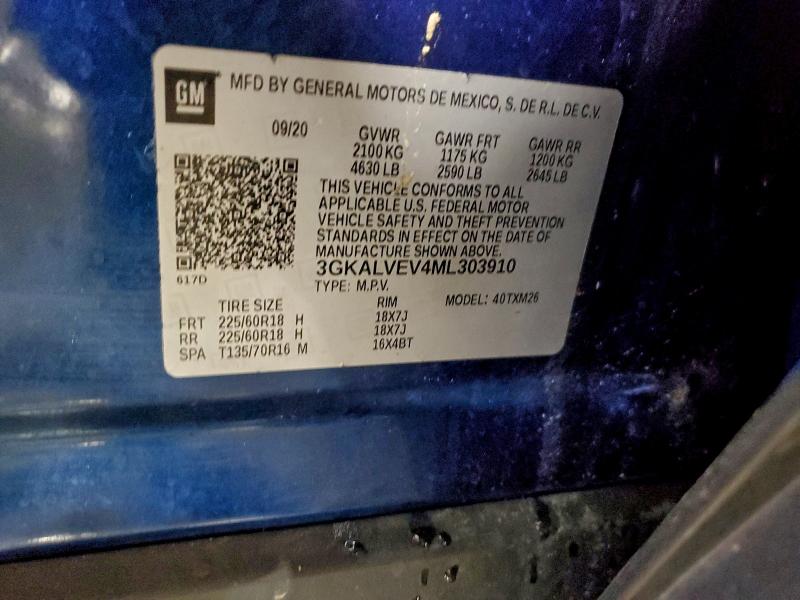 GM
MFD BY GENERAL MOTORS DE MEXICO, S. DE R.L. DE C.V.
09/20 GVWR GAWR FRT GAWR RR
2100 KG 1175 KG 1200 KG
4630 LB 2590 LB 2645 LB
THIS VEHICLE CONFORMS TO ALL
APPLICABLE U.S. FEDERAL MOTOR
VEHICLE SAFETY AND THEFT PREVENTION
STANDARDS IN EFFECT ON THE DATE OF
MANUFACTURE SHOWN ABOVE.
3GKALVEV4ML303910
617D
TYPE: M.P.V. MODEL: 40TXM26
TIRE SIZE RIM
FRT 225/60R18 H 18X7J
RR 225/60R18 H 18X7J
SPA T135/70R16 M 16X4BT